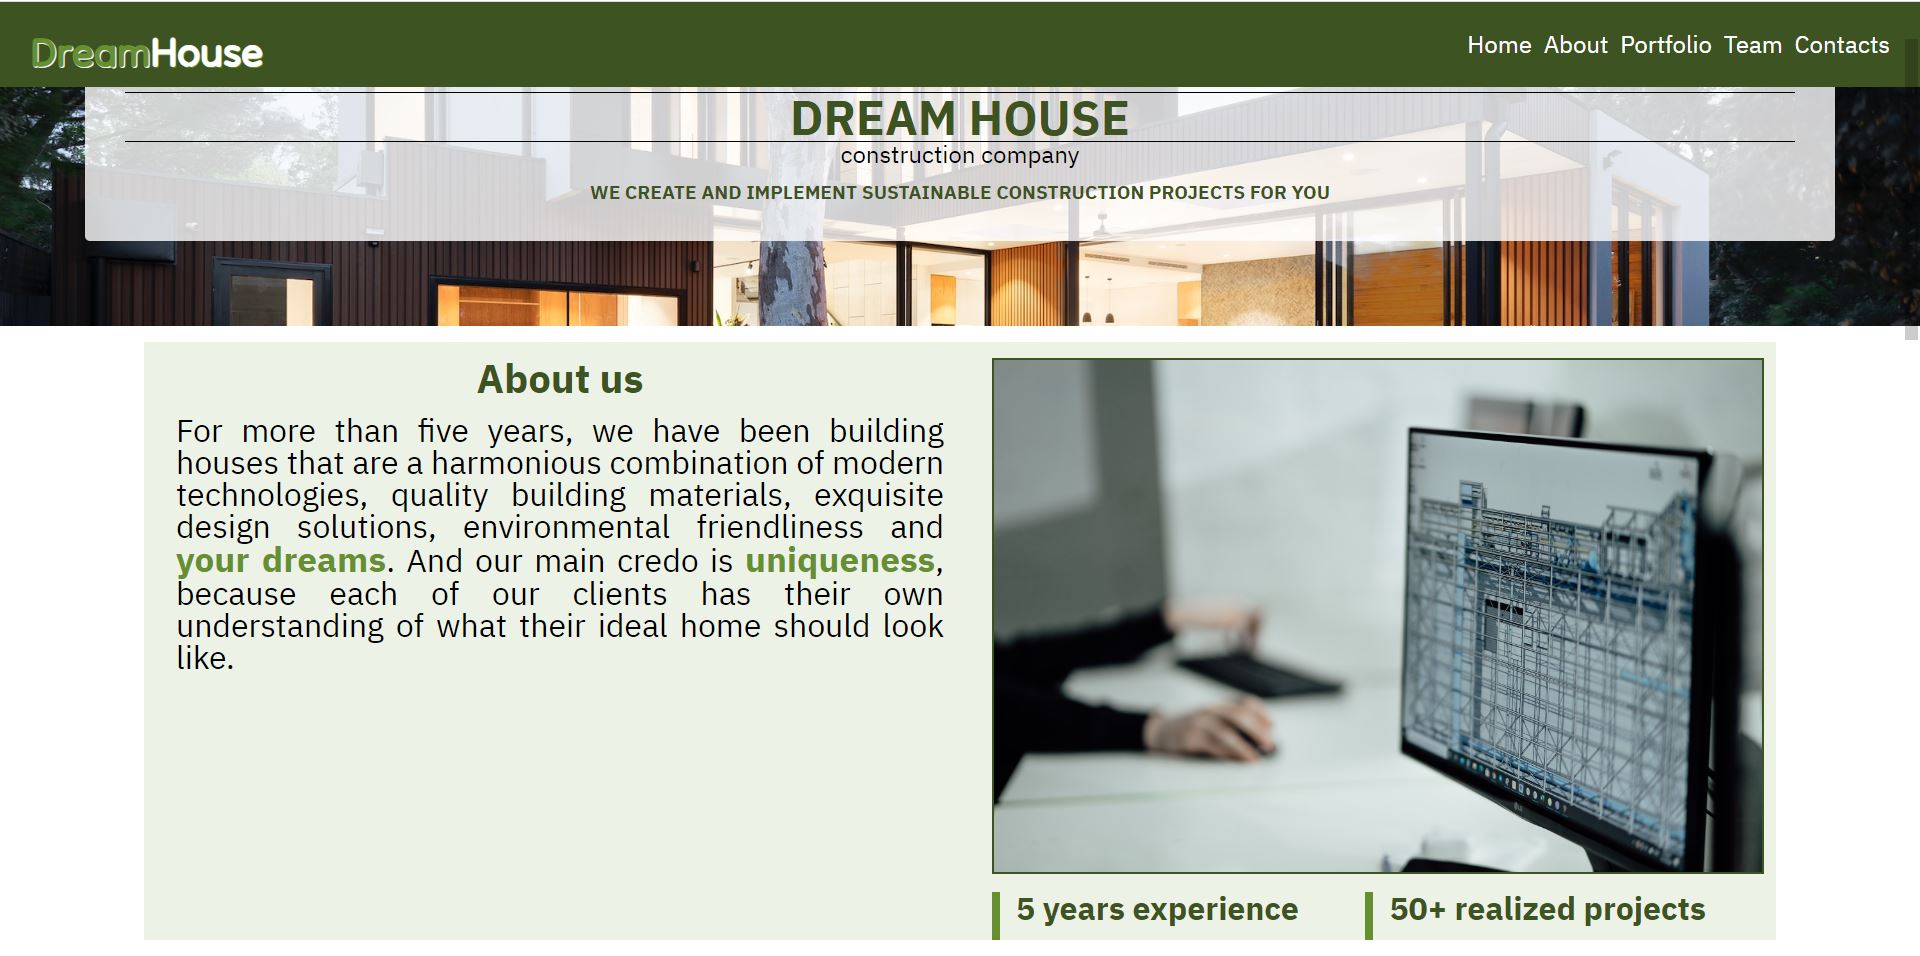 DreamHouse
Home About Portfolio Team Contacts
DREAM HOUSE
construction company
WE CREATE AND IMPLEMENT SUSTAINABLE CONSTRUCTION PROJECTS FOR YOU
About us
For more than five years, we have been building
houses that are a harmonious combination of modern
technologies, quality building materials, exquisite
design solutions, environmental friendliness and
your dreams. And our main credo is uniqueness,
because each of our clients has their own
understanding of what their ideal home should look
like.
5 years experience
50+ realized projects